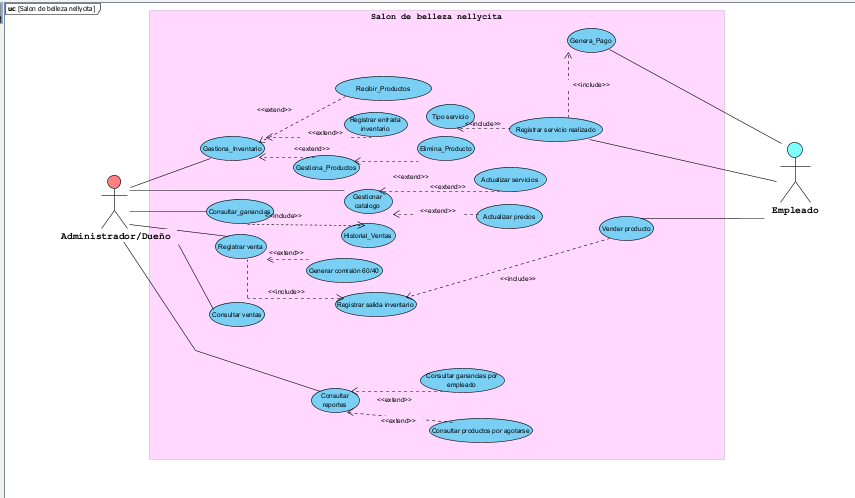 uc [Salon de belleza nellycita]
Salon de belleza nellycita
Genera_Pago
<<include>>
Recibir_Productos
<<extend>>
Registrar entrada
inventario
Tipo servicio
<<include>>
Registrar servicio realizado
<<extend>>
Gestiona_Inventario
<<extend>>
Elimina_Producto
Gestiona_Productos
<<extend>>
Actualizar servicios
<<extend>>
Gestionar
catalogo
Consultar_ganancias
<<include>>
<<extend>>
Actualizar precios
Empleado
Administrador/Dueño
Historial_Ventas
Vender producto
Registrar venta
<<extend>>
Generar comisión 60/40
<<include>>
<<include>>
Registrar salida inventario
Consultar ventas
Consultar ganancias por
empleado
Consultar
reportes
<<extend>>
<<extend>>
Consultar productos por agotarse